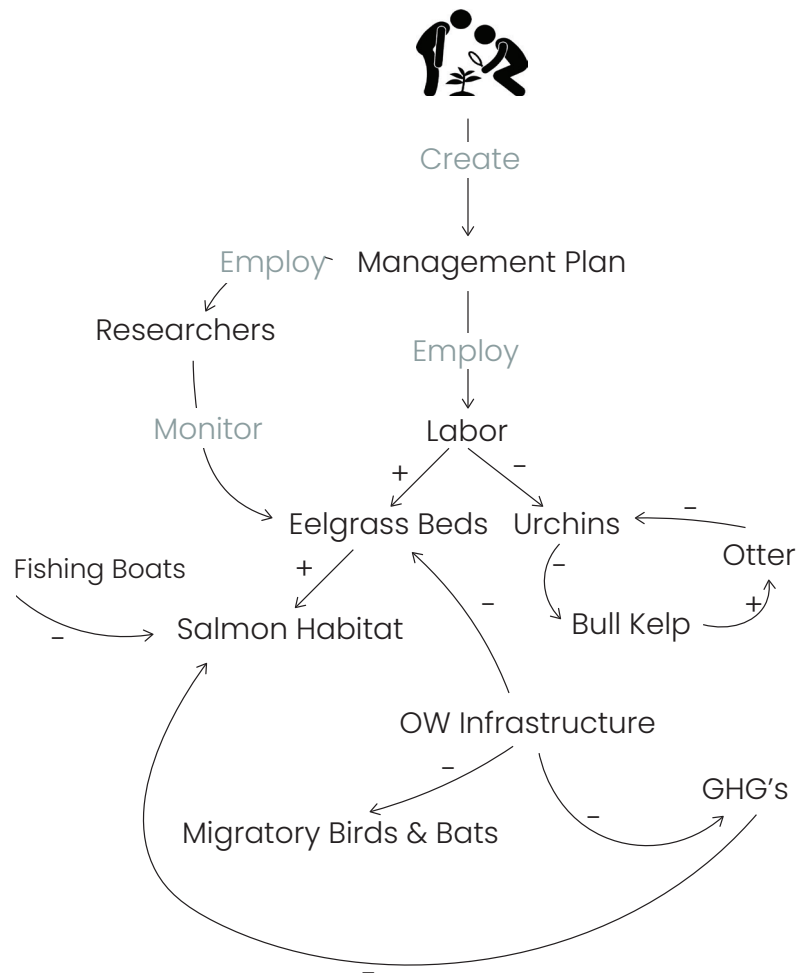 Create
Employ
Management Plan
Researchers
Employ
Monitor
Labor
+
–
Eelgrass Beds
Urchins
–
Otter
Fishing Boats
+
–
Bull Kelp
+
–
Salmon Habitat
–
OW Infrastructure
–
Migratory Birds & Bats
–
GHG's
–